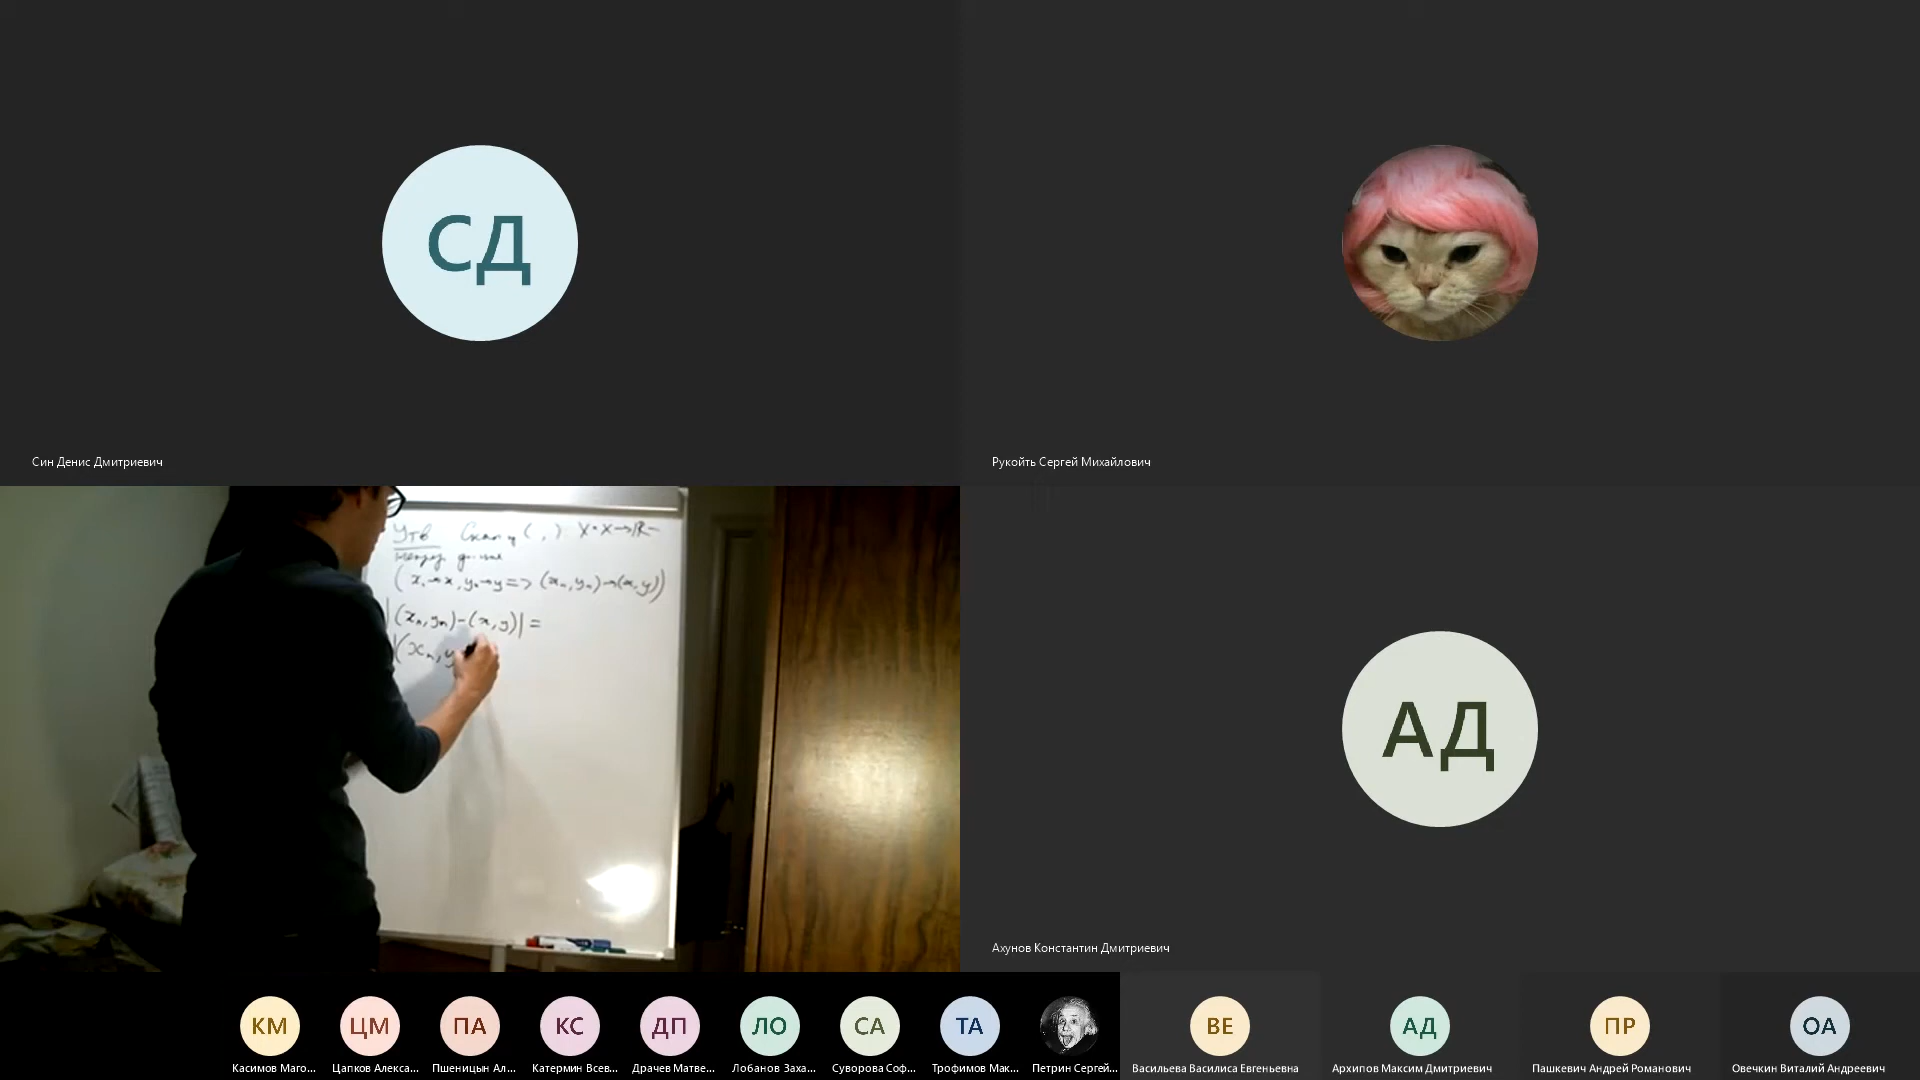 СД
Син Денис Дмитриевич
Рукойть Сергей Михайлович
Утв Скал ( , ): X×X→R —
(xₙ→x, yₙ→y => (xₙ,yₙ)→(x,y))
|(xₙ,yₙ)-(x,y)| =
|(xₙ,y
АД
Ахунов Константин Дмитриевич
КМ
ЦМ
ПА
КС
ДП
ЛО
СА
ТА
ВЕ
АД
ПР
ОА
Касимов Маго...
Цапков Алекса...
Пшеницын Ал...
Катермин Всев...
Драчев Матве...
Лобанов Заха...
Суворова Соф...
Трофимов Мак...
Петрин Сергей...
Васильева Василиса Евгеньевна
Архипов Максим Дмитриевич
Пашкевич Андрей Романович
Овечкин Виталий Андреевич